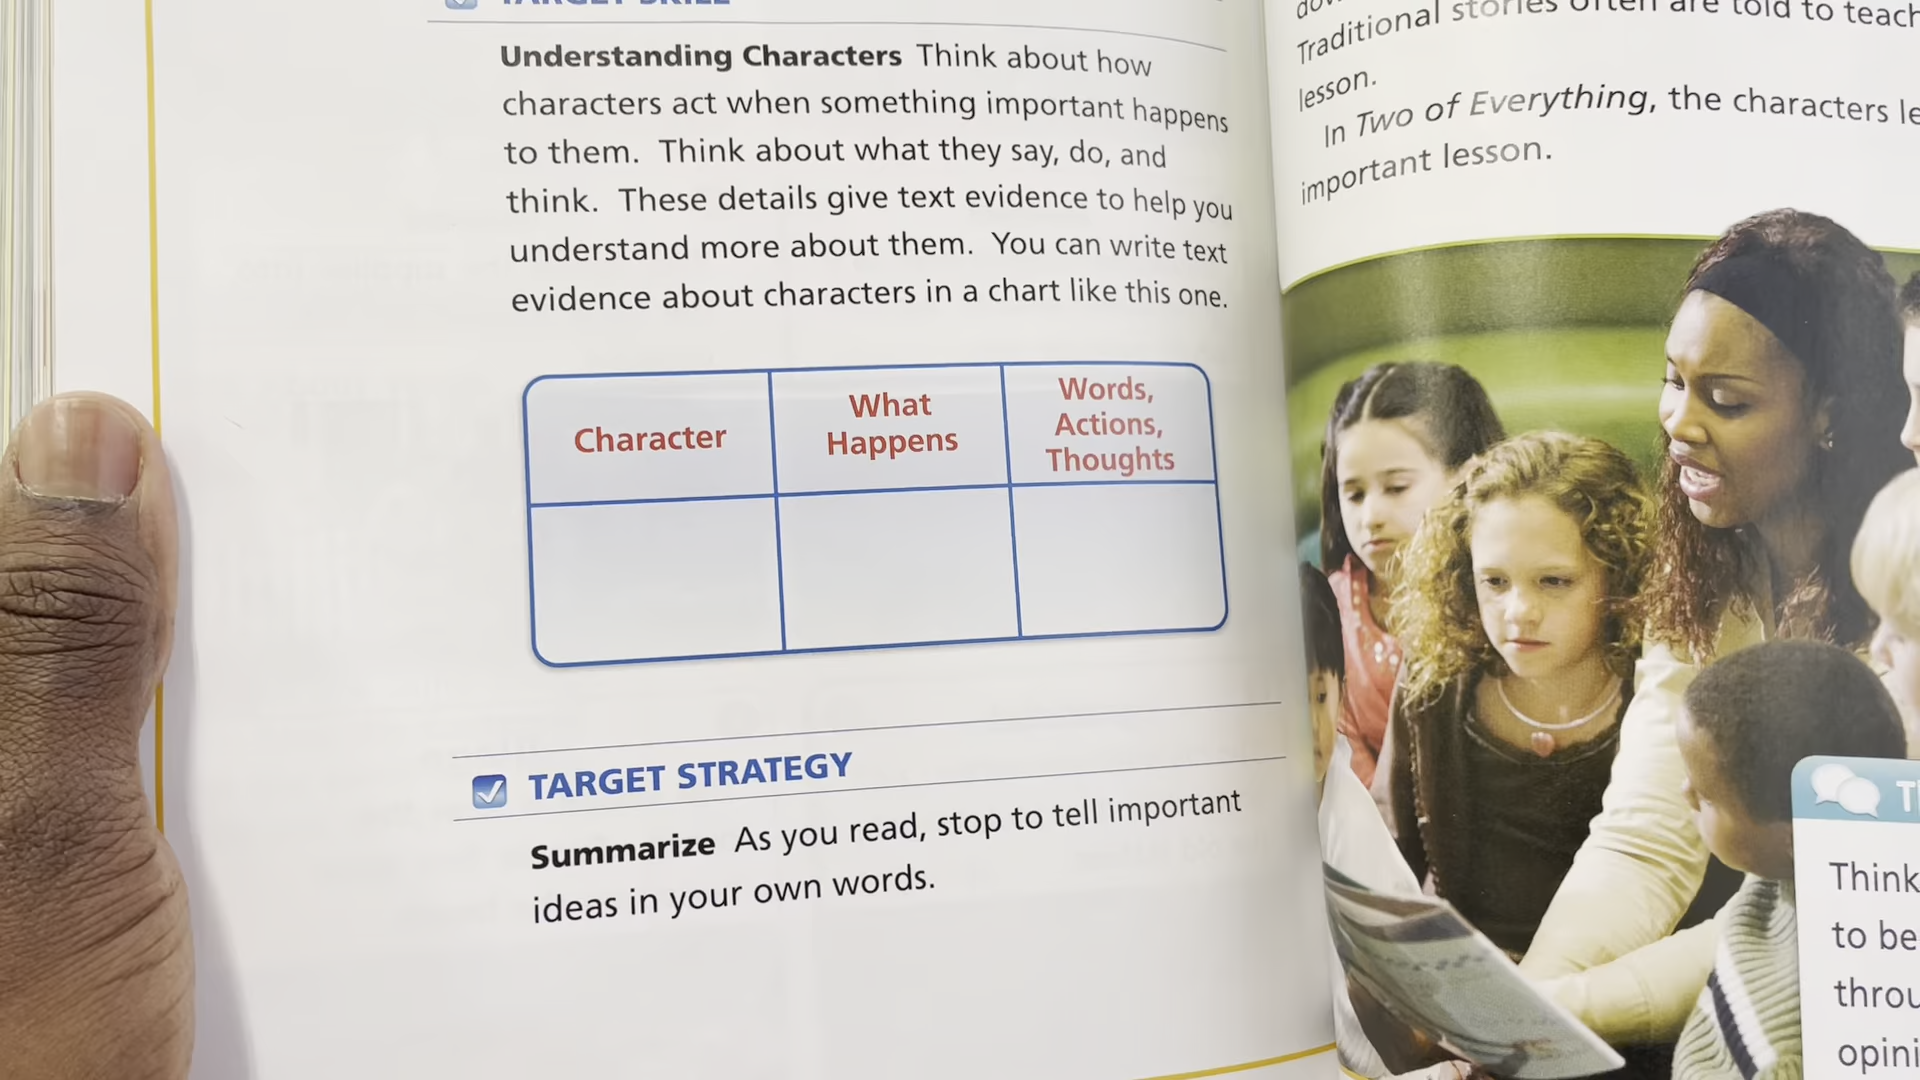 TARGET SKILL
Understanding Characters Think about how
characters act when something important happens
to them. Think about what they say, do, and
think. These details give text evidence to help you
understand more about them. You can write text
evidence about characters in a chart like this one.
Character
What
Happens
Words,
Actions,
Thoughts
TARGET STRATEGY
Summarize As you read, stop to tell important
ideas in your own words.
Traditional stories often are told to teach
lesson.
In Two of Everything, the characters
important lesson.
Think
to be